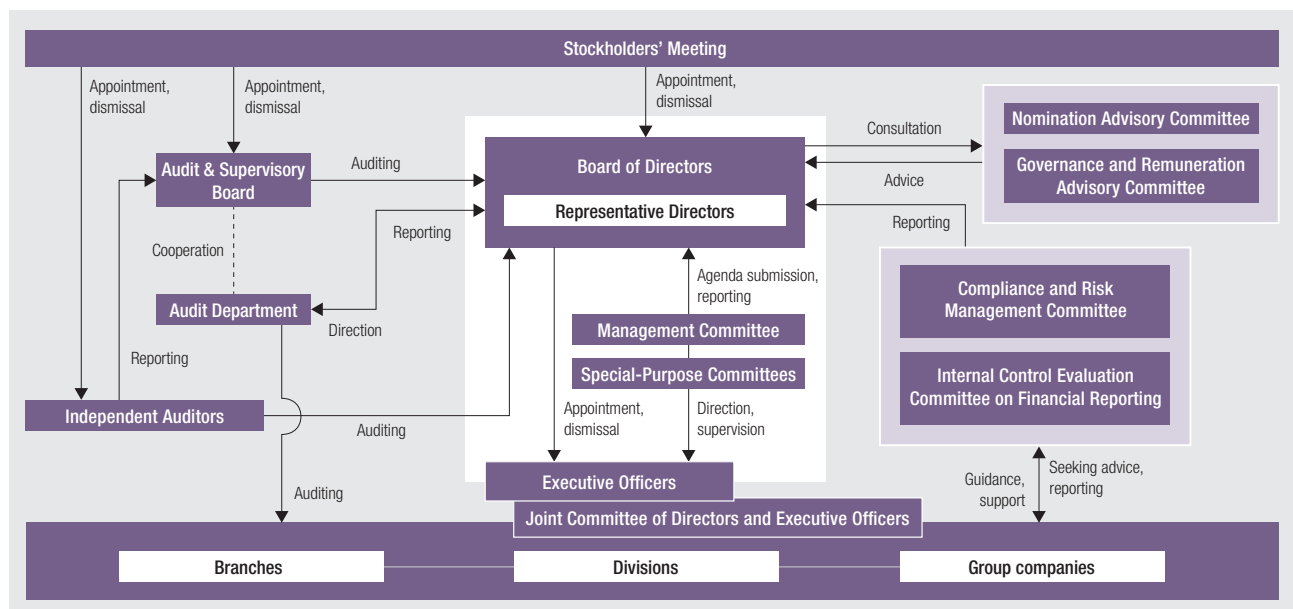 Stockholders’ Meeting
Appointment,
dismissal
Appointment,
dismissal
Appointment,
dismissal
Nomination Advisory Committee
Governance and Remuneration
Advisory Committee
Consultation
Advice
Audit & Supervisory
Board
Auditing
Board of Directors
Representative Directors
Reporting
Reporting
Cooperation
Audit Department
Direction
Agenda submission,
reporting
Management Committee
Special-Purpose Committees
Compliance and Risk
Management Committee
Internal Control Evaluation
Committee on Financial Reporting
Reporting
Independent Auditors
Auditing
Appointment,
dismissal
Direction,
supervision
Auditing
Executive Officers
Joint Committee of Directors and Executive Officers
Guidance,
support
Seeking advice,
reporting
Branches
Divisions
Group companies